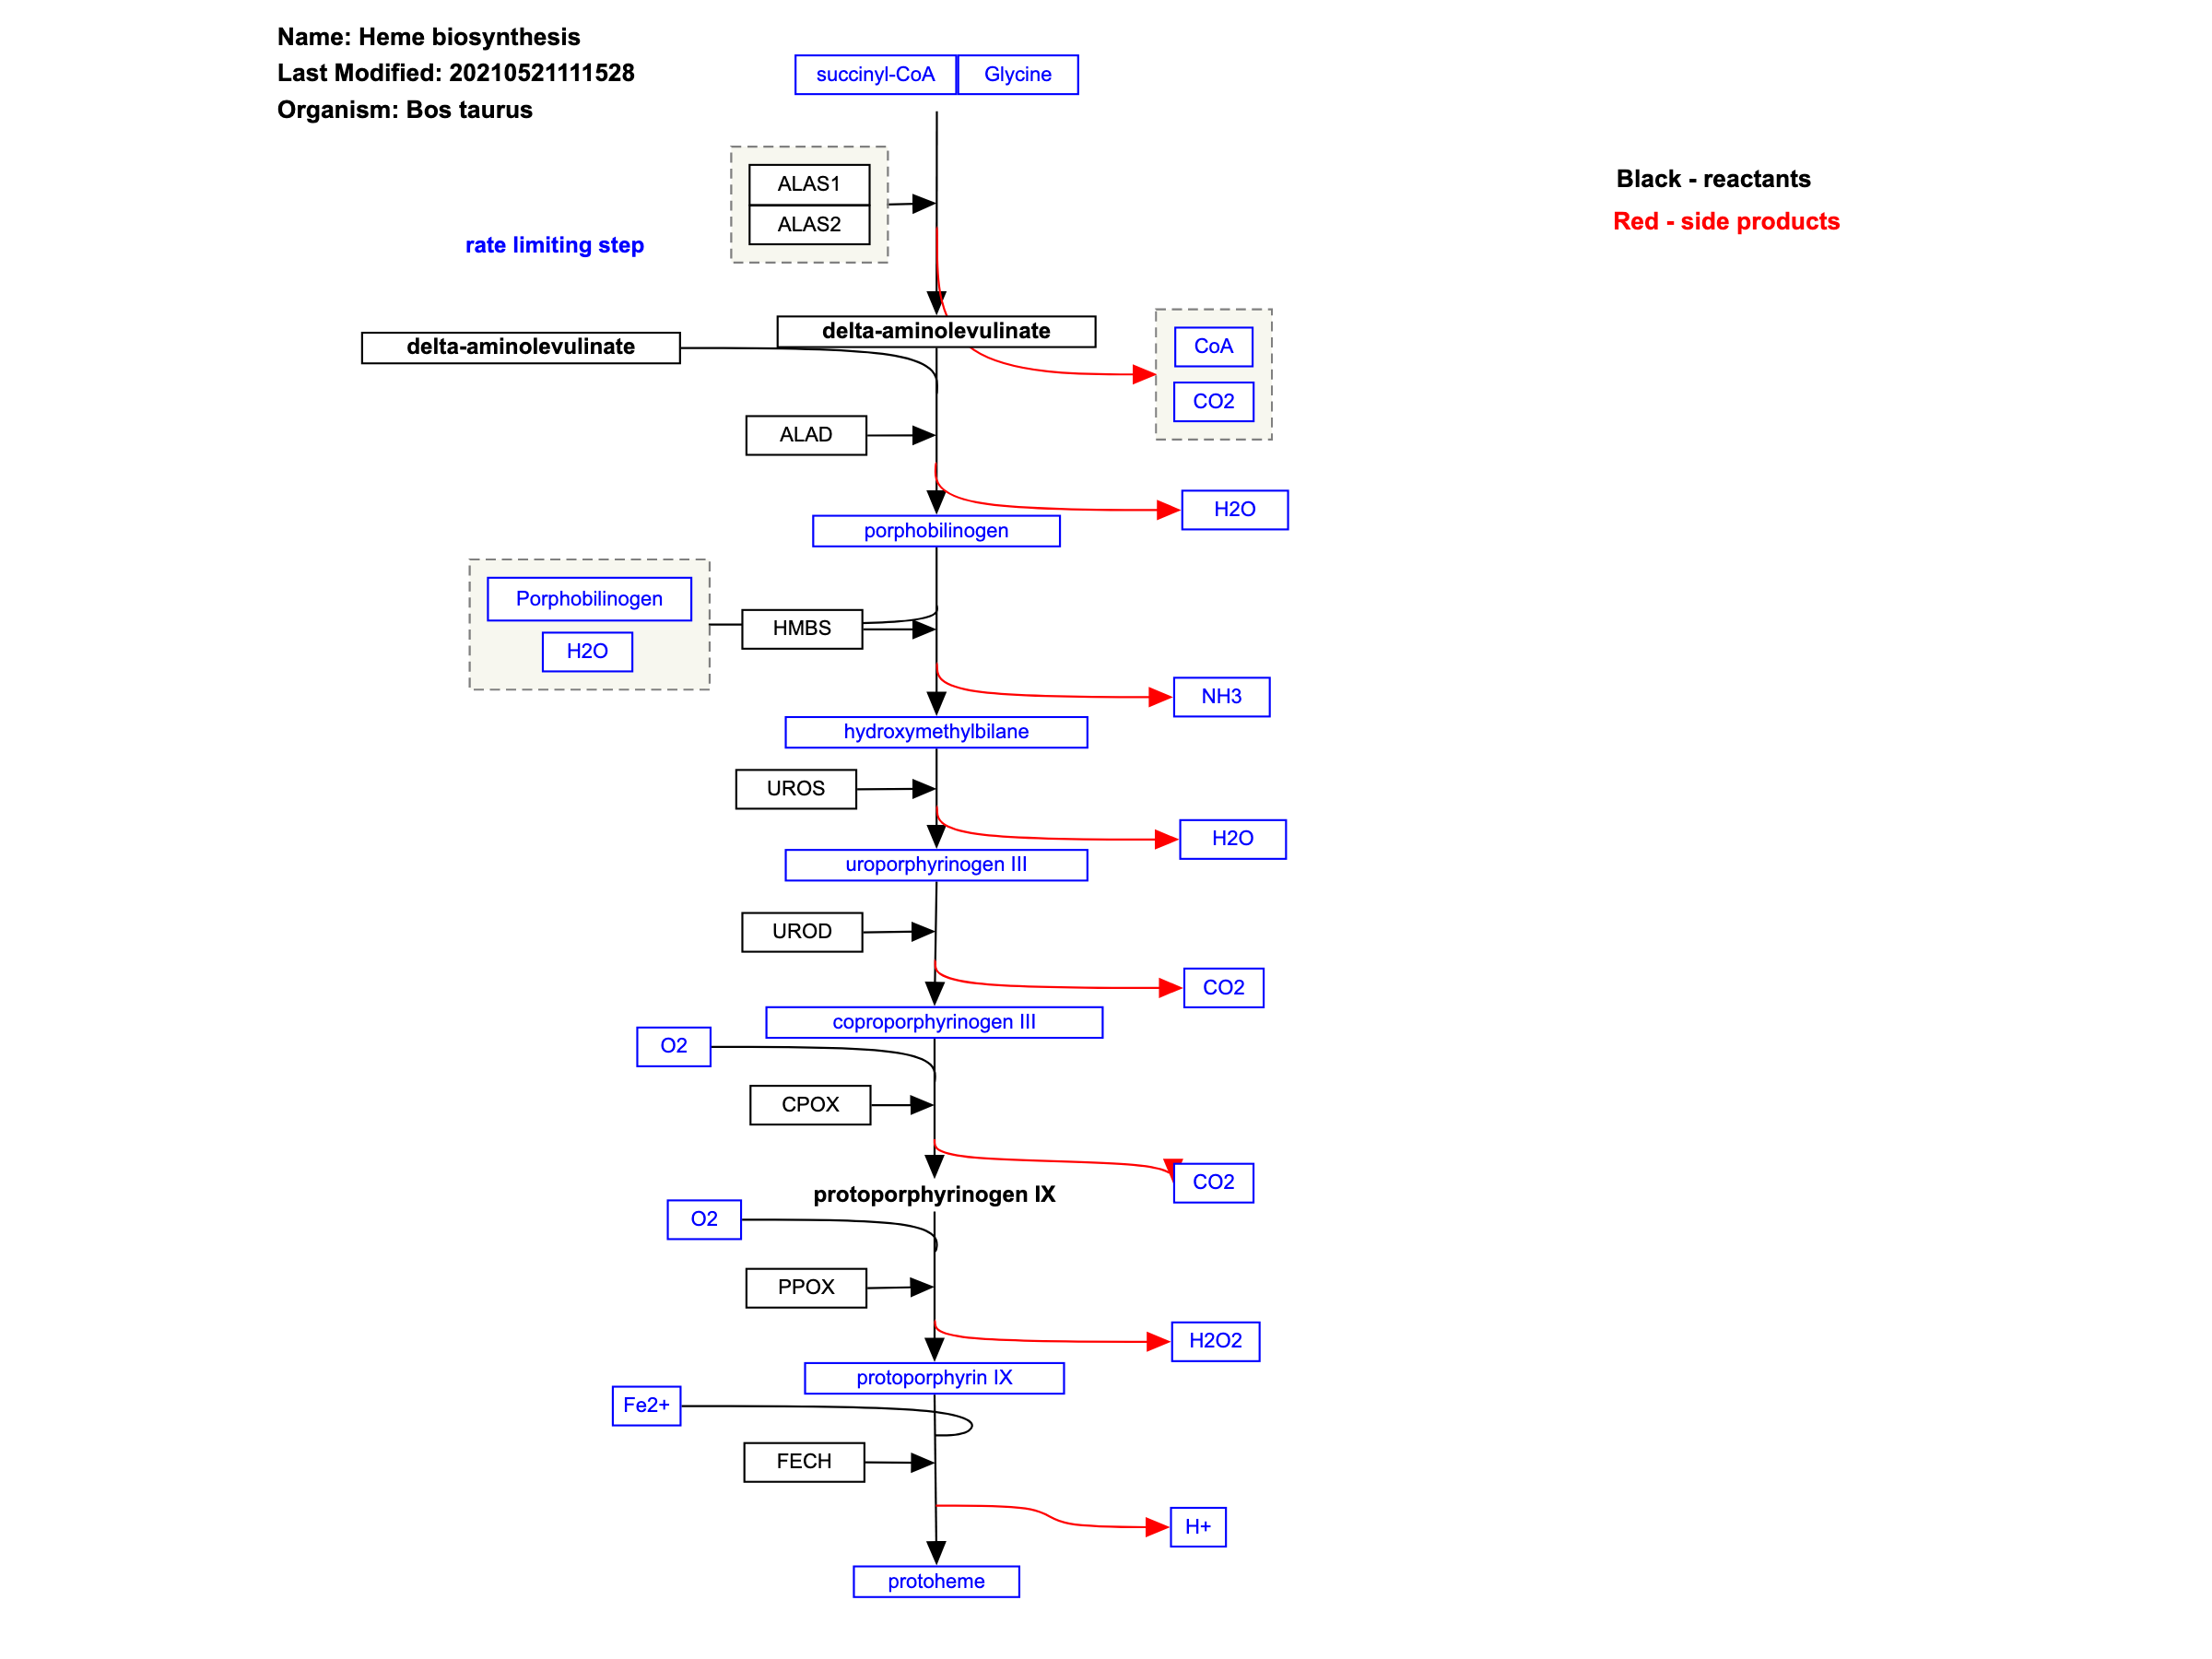 Name: Heme biosynthesis
Last Modified: 20210521111528
Organism: Bos taurus
succinyl-CoA
Glycine
Black - reactants
Red - side products
ALAS1
ALAS2
rate limiting step
delta-aminolevulinate
delta-aminolevulinate
CoA
CO2
ALAD
H2O
porphobilinogen
Porphobilinogen
H2O
HMBS
NH3
hydroxymethylbilane
UROS
H2O
uroporphyrinogen III
UROD
CO2
coproporphyrinogen III
O2
CPOX
CO2
protoporphyrinogen IX
O2
PPOX
H2O2
protoporphyrin IX
Fe2+
FECH
H+
protoheme